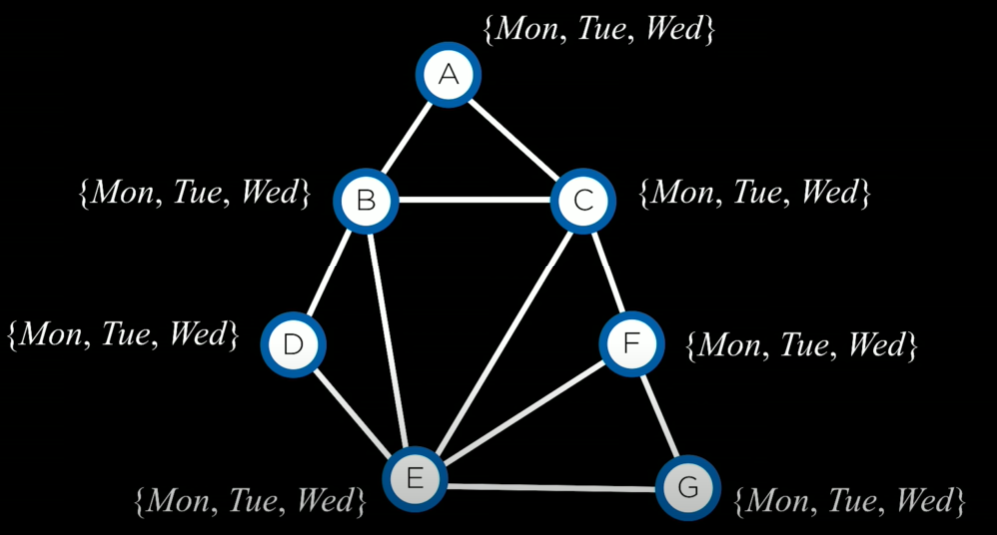 {Mon, Tue, Wed}
A
{Mon, Tue, Wed} B C {Mon, Tue, Wed}
{Mon, Tue, Wed} D F {Mon, Tue, Wed}
E G
{Mon, Tue, Wed} {Mon, Tue, Wed}